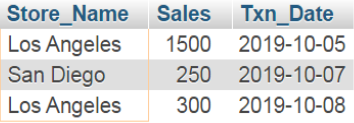 Store_Name Sales Txn_Date
Los Angeles 1500 2019-10-05
San Diego 250 2019-10-07
Los Angeles 300 2019-10-08